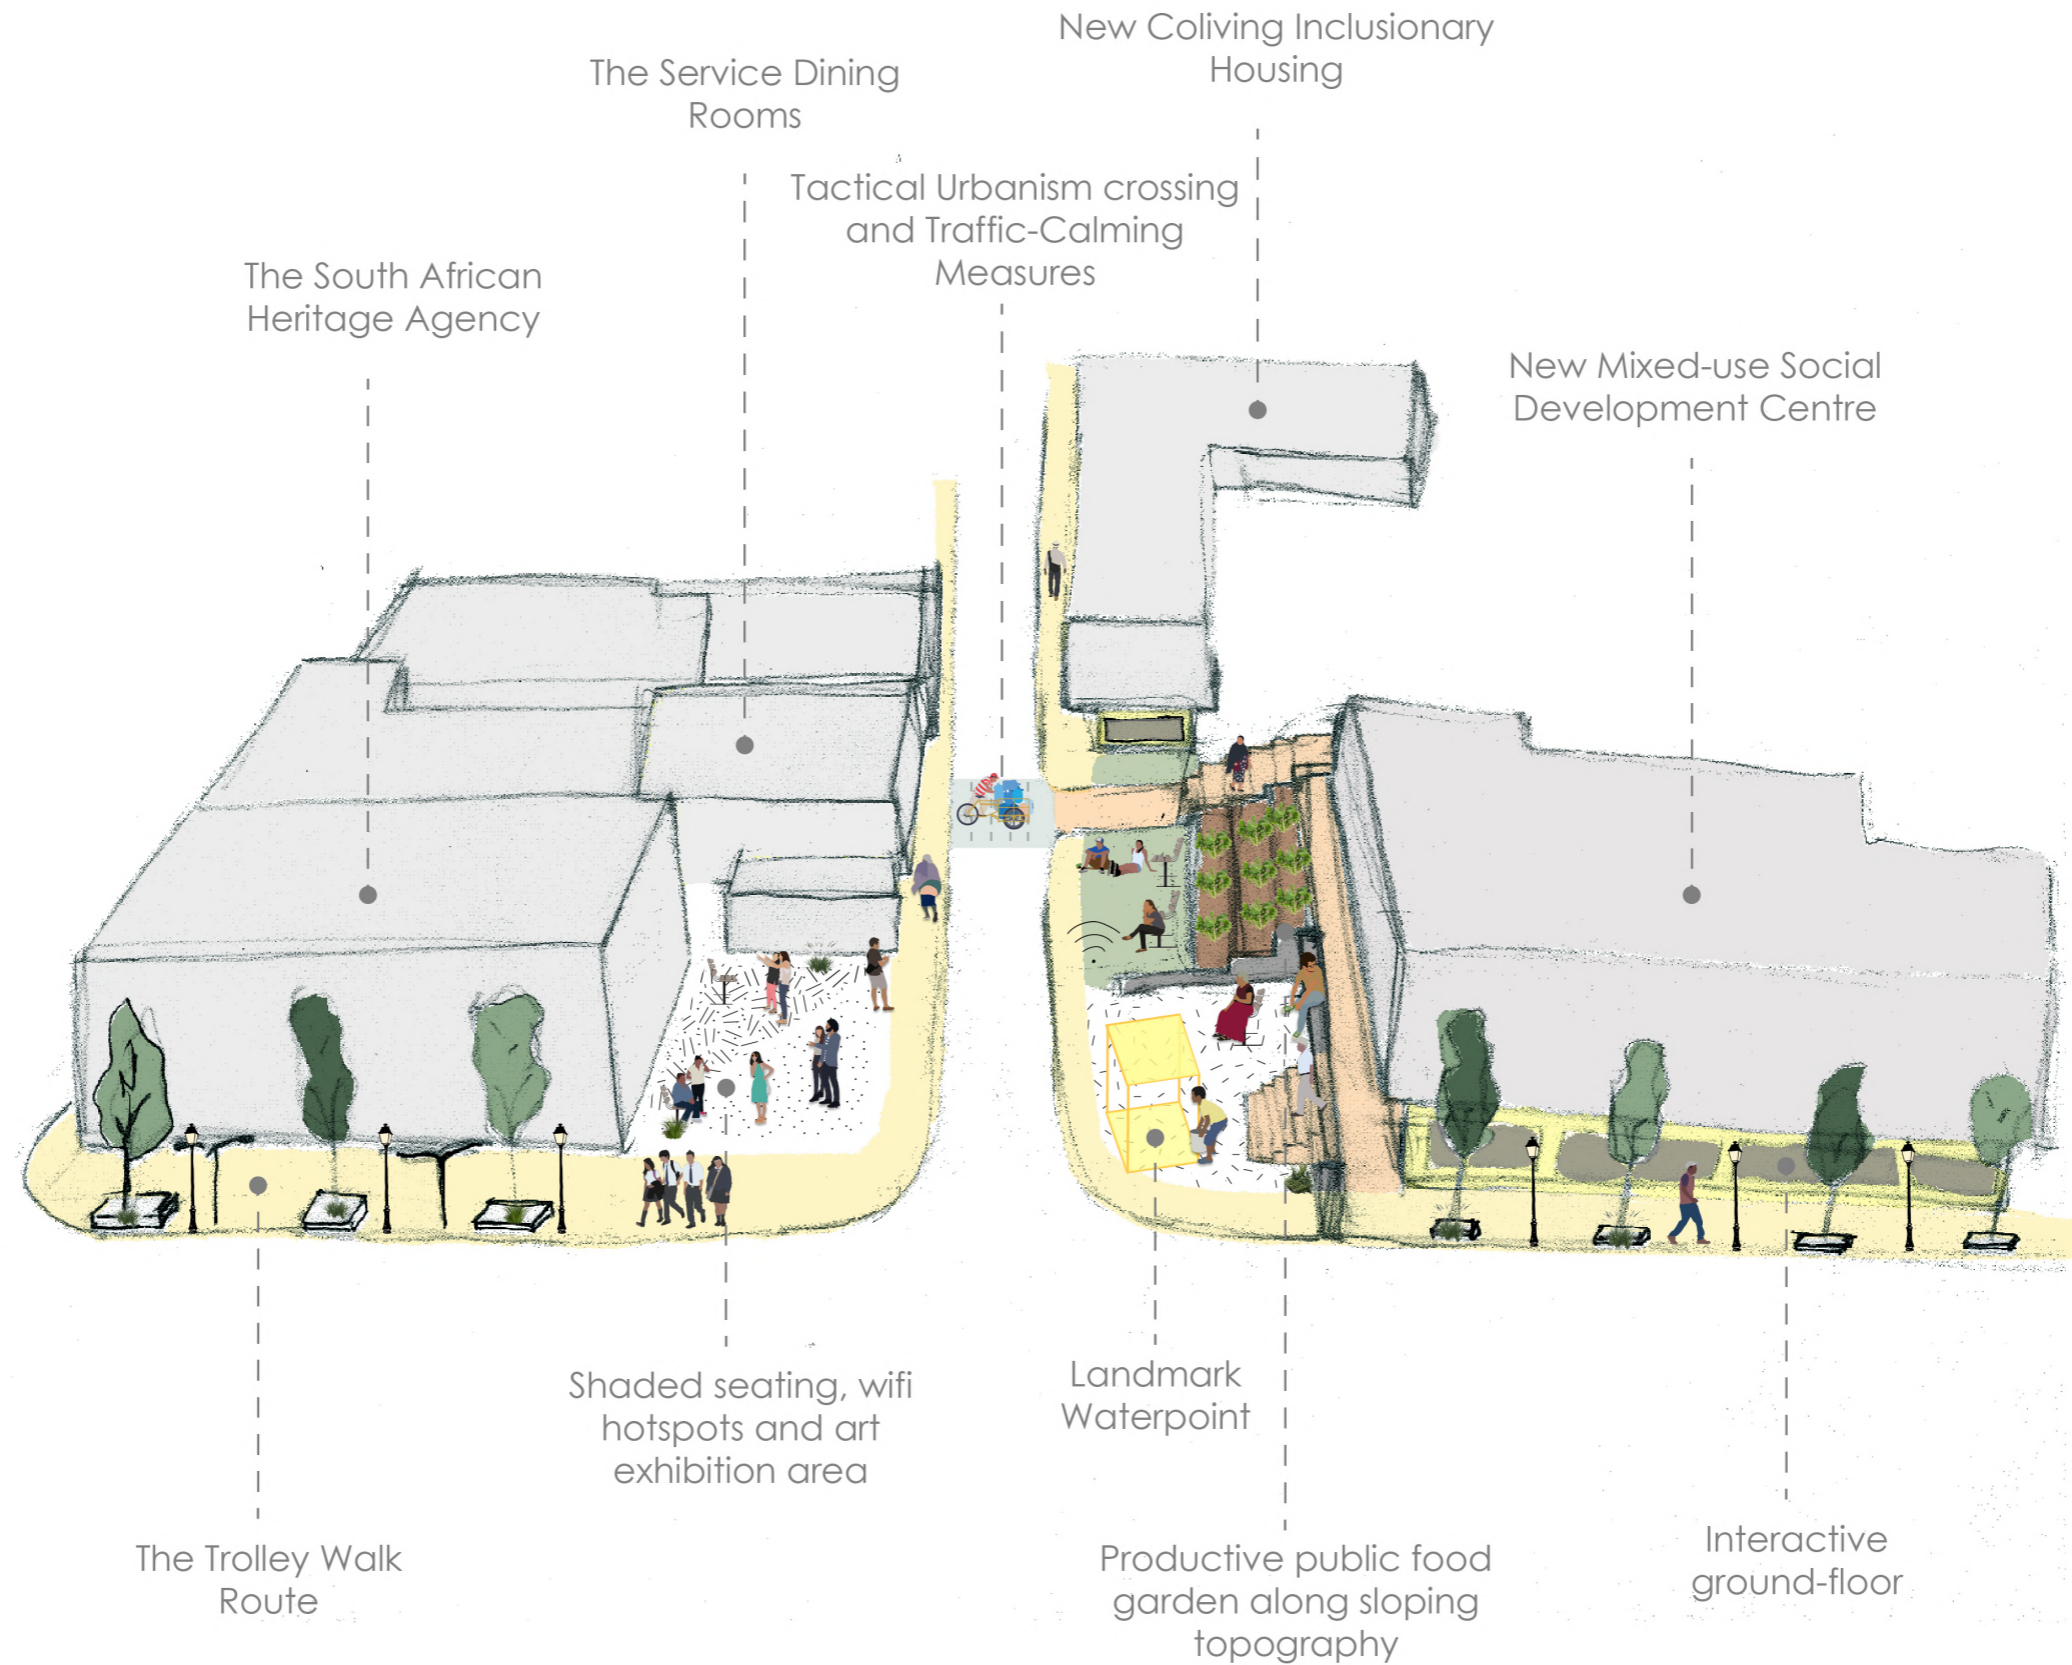 New Coliving Inclusionary
Housing
The Service Dining
Rooms
Tactical Urbanism crossing
and Traffic-Calming
Measures
The South African
Heritage Agency
New Mixed-use Social
Development Centre
Shaded seating, wifi
hotspots and art
exhibition area
Landmark
Waterpoint
The Trolley Walk
Route
Productive public food
garden along sloping
topography
Interactive
ground-floor